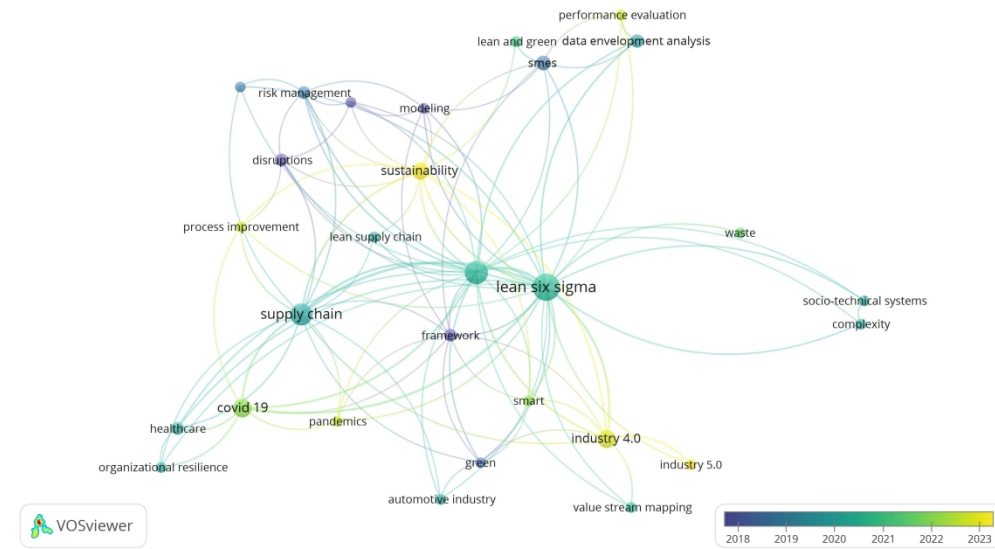 performance evaluation
lean and green
data envelopment analysis
smes
risk management
modeling
disruptions
sustainability
process improvement
lean supply chain
waste
lean six sigma
socio-technical systems
supply chain
complexity
framework
smart
covid 19
pandemics
healthcare
industry 4.0
organizational resilience
green
industry 5.0
automotive industry
value stream mapping
VOSviewer
2018 2019 2020 2021 2022 2023